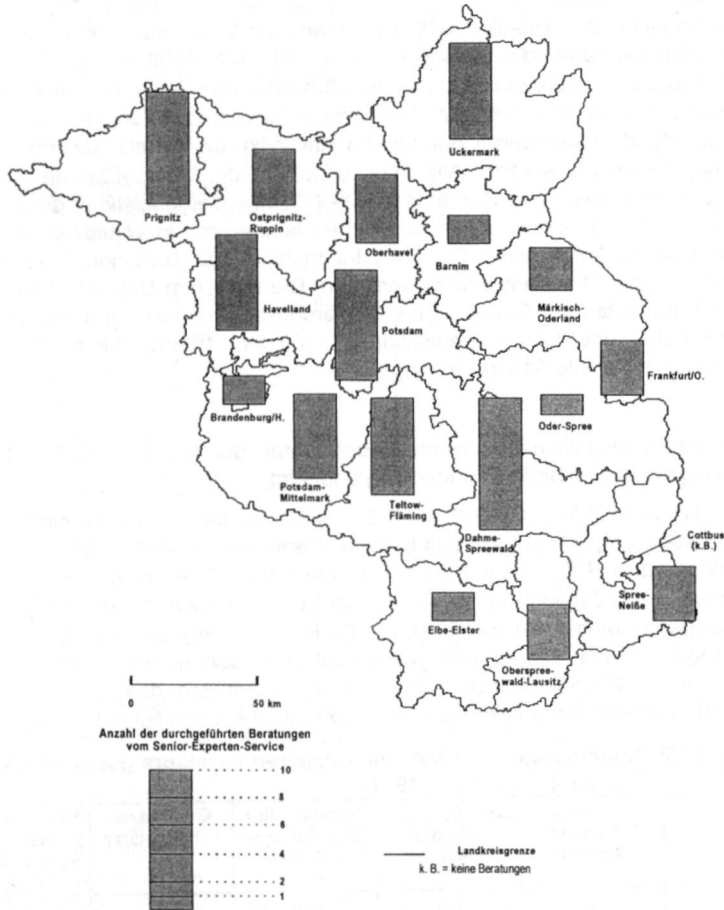 Uckermark
Prignitz
Ostprignitz-
Ruppin
Oberhavel
Barnim
Havelland
Potsdam
Märkisch-
Oderland
Frankfurt/O.
Brandenburg/H.
Oder-Spree
Potsdam-
Mittelmark
Teltow-
Fläming
Dahme-
Spreewald
Cottbus
(k.B.)
Spree-
Neiße
Elbe-Elster
Oberspree-
wald-Lausitz
0 50 km
Anzahl der durchgeführten Beratungen
vom Senior-Experten-Service
10
8
6
4
2
1
Landkreisgrenze
k. B. = keine Beratungen